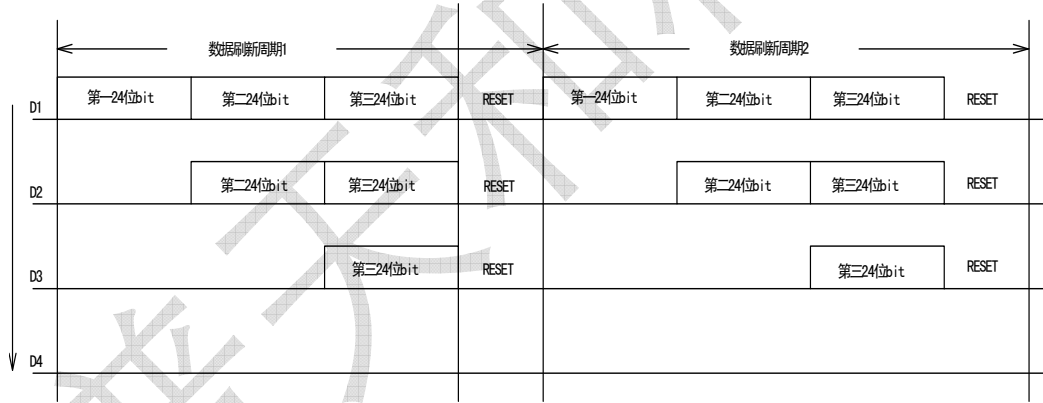 数据刷新周期1 数据刷新周期2
D1 第一24位bit 第二24位bit 第三24位bit RESET 第一24位bit 第二24位bit 第三24位bit RESET
D2 第二24位bit 第三24位bit RESET 第二24位bit 第三24位bit RESET
D3 第三24位bit RESET 第三24位bit RESET
D4